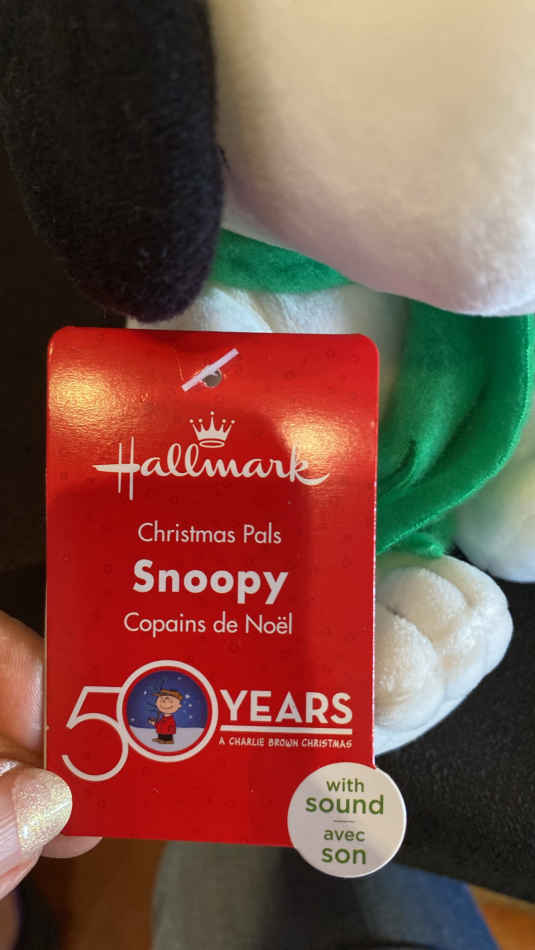 Hallmark
Christmas Pals
Snoopy
Copains de Noël
50 YEARS
A CHARLIE BROWN CHRISTMAS
with
sound
avec
son